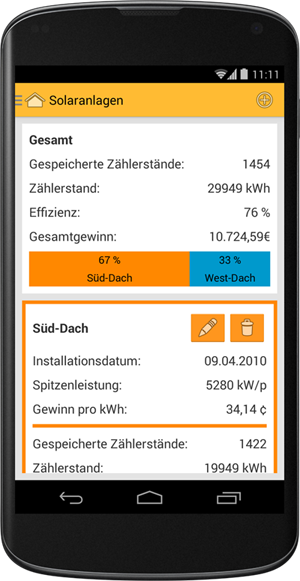 11:11
Solaranlagen
Gesamt
Gespeicherte Zählerstände: 1454
Zählerstand: 29949 kWh
Effizienz: 76 %
Gesamtgewinn: 10.724,59€
67 % 33 %
Süd-Dach West-Dach
Süd-Dach
Installationsdatum: 09.04.2010
Spitzenleistung: 5280 kW/p
Gewinn pro kWh: 34,14 ¢
Gespeicherte Zählerstände: 1422
Zählerstand: 19949 kWh